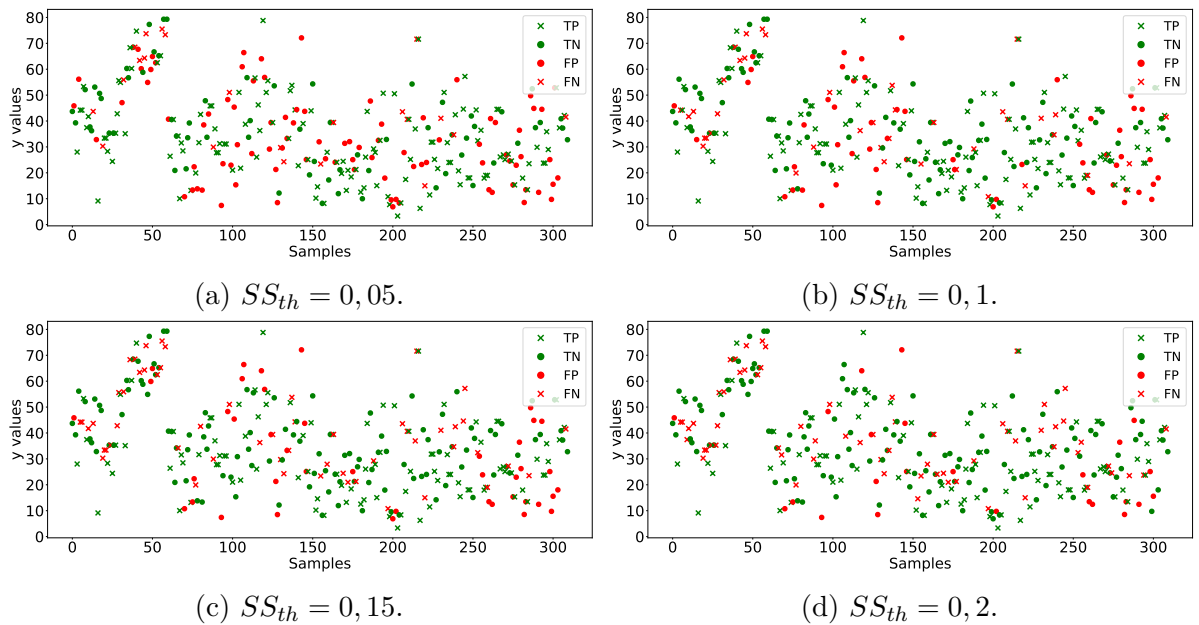 80
70
60
50
40
30
20
10
0
y values
0 50 100 150 200 250 300
Samples
TP
TN
FP
FN
(a) SS_th = 0, 05.
80
70
60
50
40
30
20
10
0
y values
0 50 100 150 200 250 300
Samples
TP
TN
FP
FN
(b) SS_th = 0, 1.
80
70
60
50
40
30
20
10
0
y values
0 50 100 150 200 250 300
Samples
TP
TN
FP
FN
(c) SS_th = 0, 15.
80
70
60
50
40
30
20
10
0
y values
0 50 100 150 200 250 300
Samples
TP
TN
FP
FN
(d) SS_th = 0, 2.